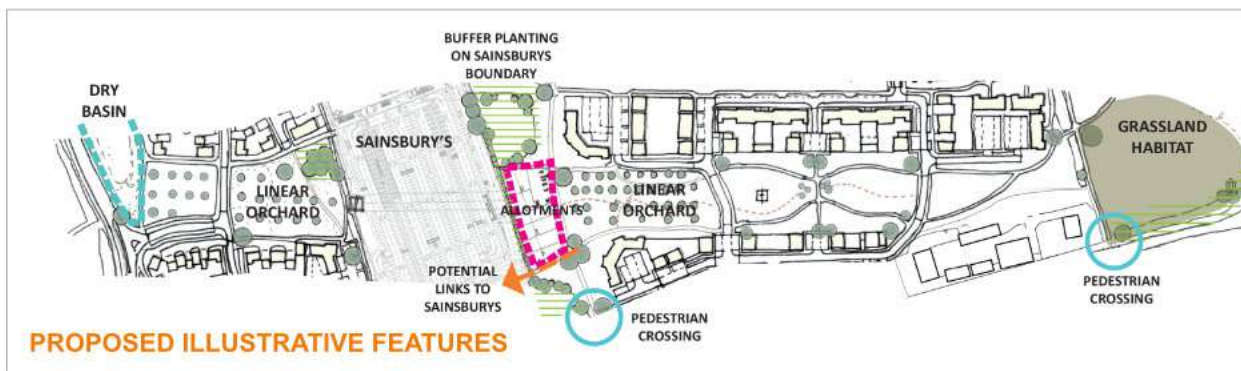 BUFFER PLANTING
ON SAINSBURYS
BOUNDARY
DRY
BASIN
SAINSBURY'S
GRASSLAND
HABITAT
LINEAR
ORCHARD
ALLOTMENTS
LINEAR
ORCHARD
POTENTIAL
LINKS TO
SAINSBURYS
PEDESTRIAN
CROSSING
PEDESTRIAN
CROSSING
PROPOSED ILLUSTRATIVE FEATURES